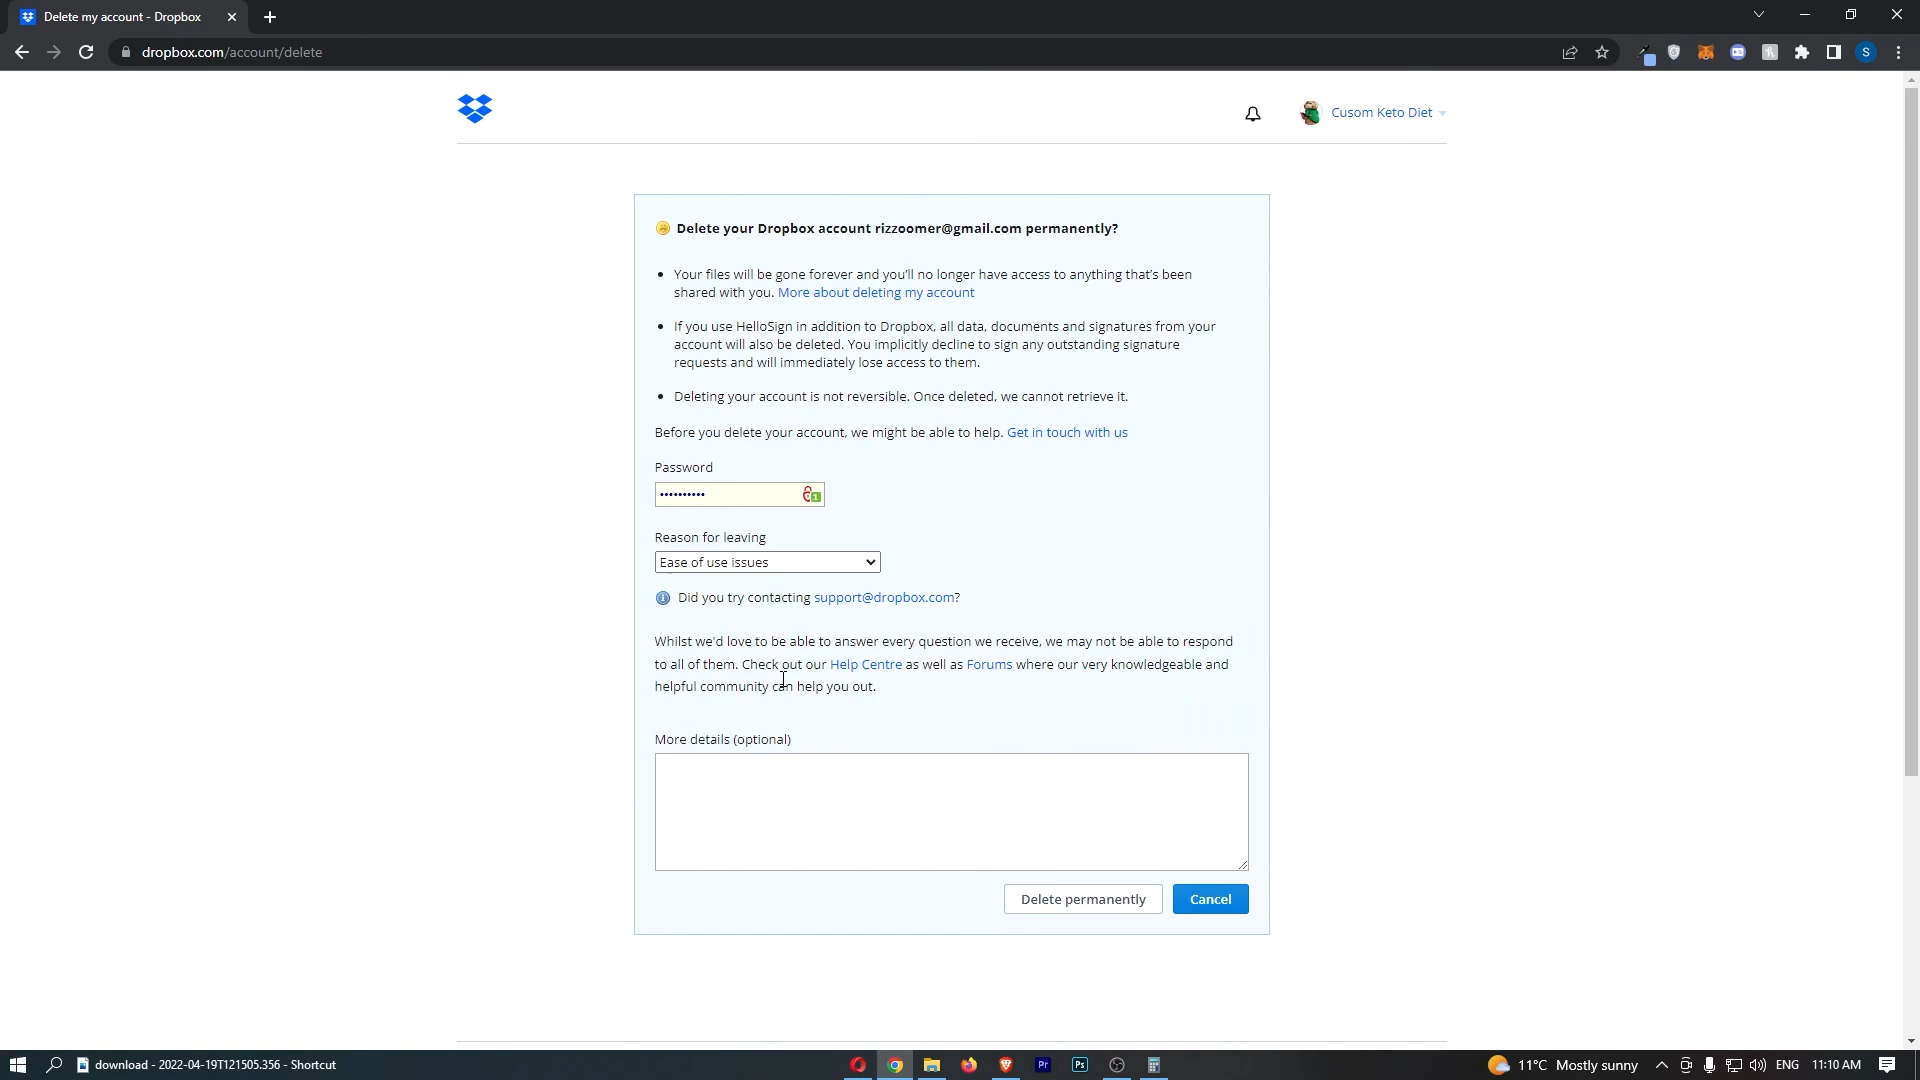 Delete my account - Dropbox
dropbox.com/account/delete
S
Cusom Keto Diet
Delete your Dropbox account rizzoomer@gmail.com permanently?
• Your files will be gone forever and you'll no longer have access to anything that's been
shared with you. More about deleting my account
• If you use HelloSign in addition to Dropbox, all data, documents and signatures from your
account will also be deleted. You implicitly decline to sign any outstanding signature
requests and will immediately lose access to them.
• Deleting your account is not reversible. Once deleted, we cannot retrieve it.
Before you delete your account, we might be able to help. Get in touch with us
Password
••••••••••
1
Reason for leaving
Ease of use issues
Did you try contacting support@dropbox.com?
Whilst we'd love to be able to answer every question we receive, we may not be able to respond
to all of them. Check out our Help Centre as well as Forums where our very knowledgeable and
helpful community can help you out.
More details (optional)
Delete permanently
Cancel
download - 2022-04-19T121505.356 - Shortcut
Pr
Ps
11°C Mostly sunny
ENG
11:10 AM